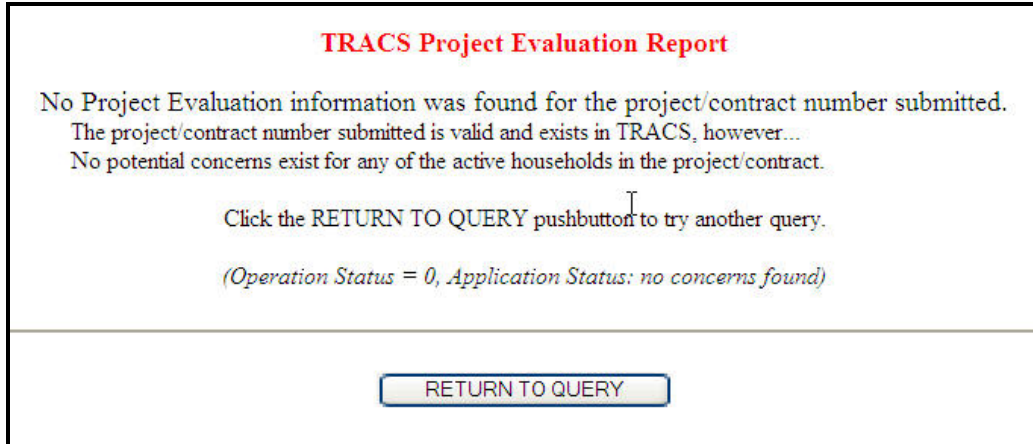 TRACS Project Evaluation Report
No Project Evaluation information was found for the project/contract number submitted.
The project/contract number submitted is valid and exists in TRACS, however...
No potential concerns exist for any of the active households in the project/contract.
Click the RETURN TO QUERY pushbutton to try another query.
(Operation Status = 0, Application Status: no concerns found)
RETURN TO QUERY